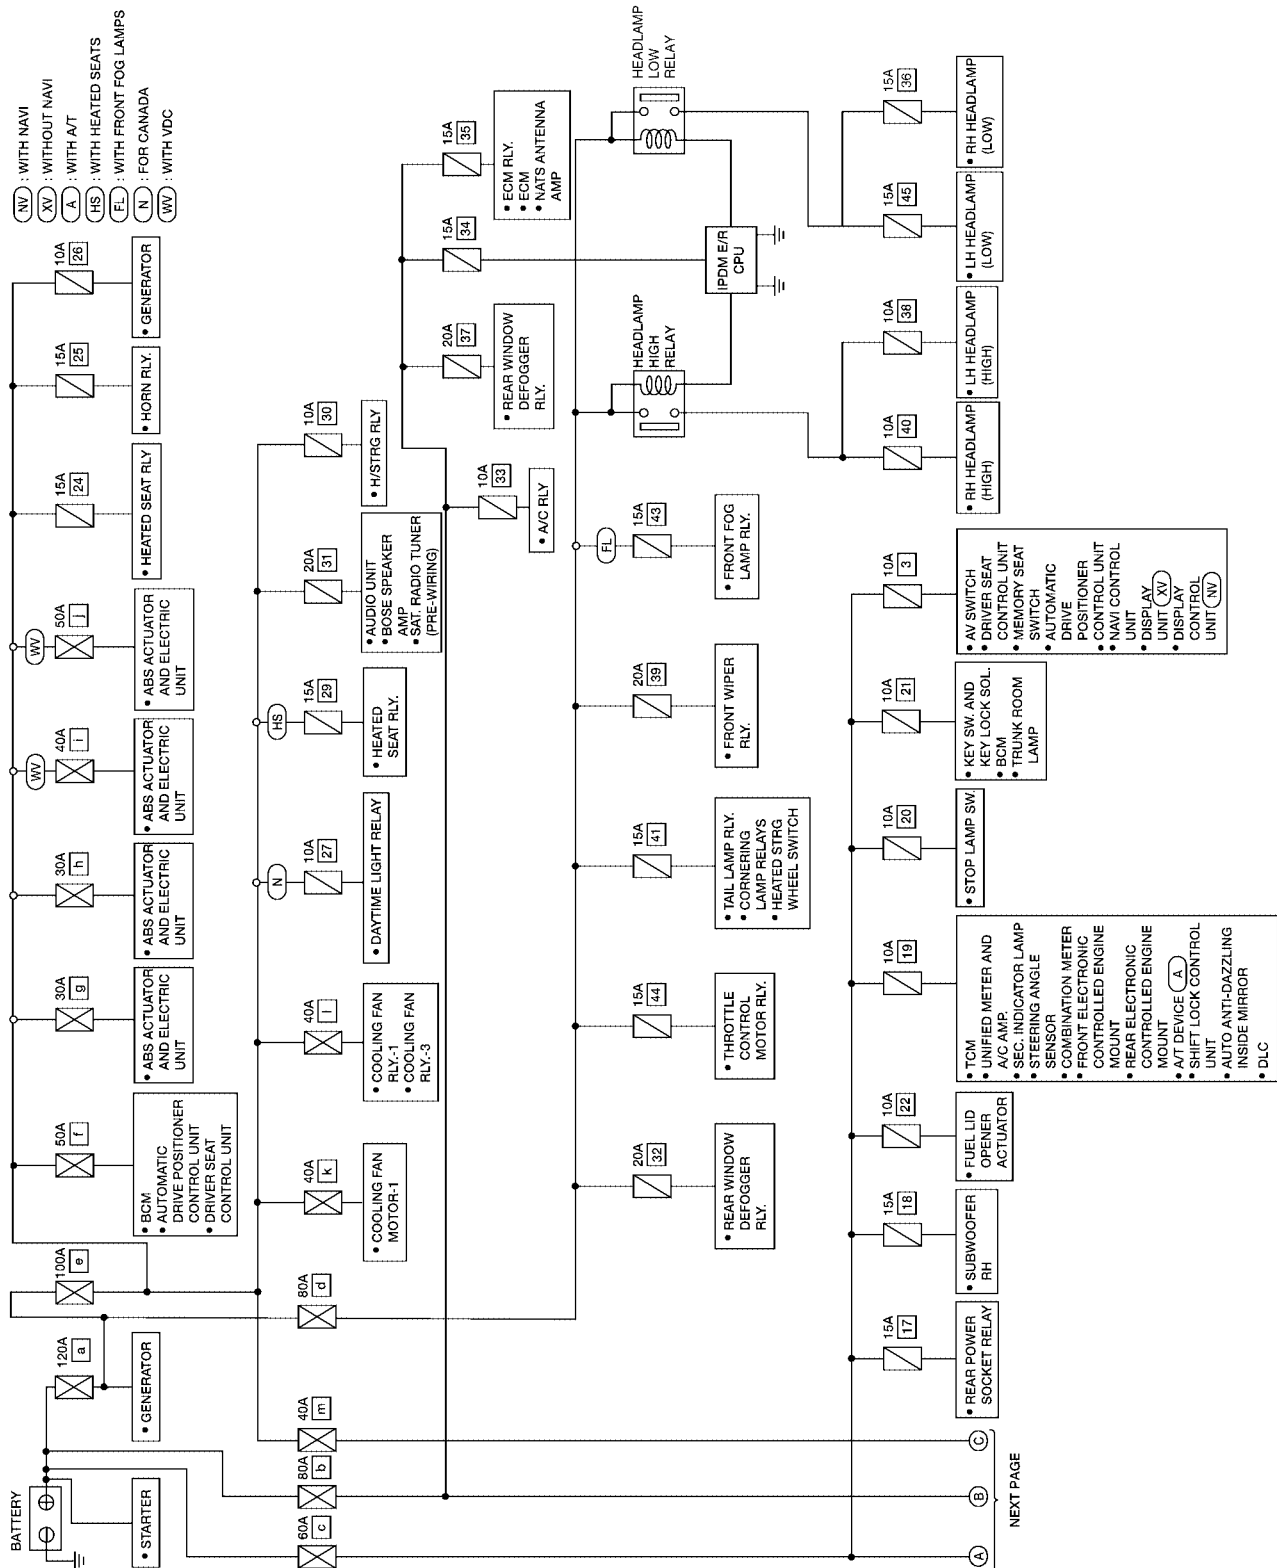 BATTERY
• STARTER
120A
a
• GENERATOR
100A
e
50A
f
• BCM
• AUTOMATIC
DRIVE POSITIONER
CONTROL UNIT
• DRIVER SEAT
CONTROL UNIT
30A
g
• ABS ACTUATOR
AND ELECTRIC
UNIT
30A
h
• ABS ACTUATOR
AND ELECTRIC
UNIT
WV
40A
i
• ABS ACTUATOR
AND ELECTRIC
UNIT
WV
50A
j
• ABS ACTUATOR
AND ELECTRIC
UNIT
15A
24
• HEATED SEAT RLY
15A
25
• HORN RLY.
10A
26
• GENERATOR
NV : WITH NAVI
XV : WITHOUT NAVI
A : WITH A/T
HS : WITH HEATED SEATS
FL : WITH FRONT FOG LAMPS
N : FOR CANADA
WV : WITH VDC
60A
c
80A
b
40A
m
80A
d
40A
k
• COOLING FAN
MOTOR-1
40A
l
• COOLING FAN
RLY.-1
• COOLING FAN
RLY.-3
N
10A
27
• DAYTIME LIGHT RELAY
HS
15A
29
• HEATED
SEAT RLY.
20A
31
• AUDIO UNIT
• BOSE SPEAKER
AMP
• SAT. RADIO TUNER
(PRE-WIRING)
10A
30
• H/STRG RLY
10A
33
• A/C RLY
20A
37
• REAR WINDOW
DEFOGGER
RLY.
15A
34
15A
35
• ECM RLY.
• ECM
• NATS ANTENNA
AMP
20A
32
• REAR WINDOW
DEFOGGER
RLY.
15A
44
• THROTTLE
CONTROL
MOTOR RLY.
15A
41
• TAIL LAMP RLY.
• CORNERING
LAMP RELAYS
• HEATED STRG
WHEEL SWITCH
20A
39
• FRONT WIPER
RLY.
FL
15A
43
• FRONT FOG
LAMP RLY.
HEADLAMP
HIGH
RELAY
IPDM E/R
CPU
HEADLAMP
LOW
RELAY
15A
17
• REAR POWER
SOCKET RELAY
15A
18
• SUBWOOFER
RH
10A
22
• FUEL LID
OPENER
ACTUATOR
10A
19
• TCM
• UNIFIED METER AND
A/C AMP.
• SEC. INDICATOR LAMP
• STEERING ANGLE
SENSOR
• COMBINATION METER
• FRONT ELECTRONIC
CONTROLLED ENGINE
MOUNT
• REAR ELECTRONIC
CONTROLLED ENGINE
MOUNT
• A/T DEVICE A
• SHIFT LOCK CONTROL
UNIT
• AUTO ANTI-DAZZLING
INSIDE MIRROR
• DLC
10A
20
• STOP LAMP SW.
10A
21
• KEY SW. AND
KEY LOCK SOL.
• BCM
• TRUNK ROOM
LAMP
10A
3
• AV SWITCH
• DRIVER SEAT
CONTROL UNIT
• MEMORY SEAT
SWITCH
• AUTOMATIC
DRIVE
POSITIONER
• CONTROL UNIT
• NAVI CONTROL
UNIT
• DISPLAY
UNIT XV
• DISPLAY
CONTROL
UNIT NV
10A
40
• RH HEADLAMP
(HIGH)
10A
38
• LH HEADLAMP
(HIGH)
15A
45
• LH HEADLAMP
(LOW)
15A
36
• RH HEADLAMP
(LOW)
A
B
C
NEXT PAGE